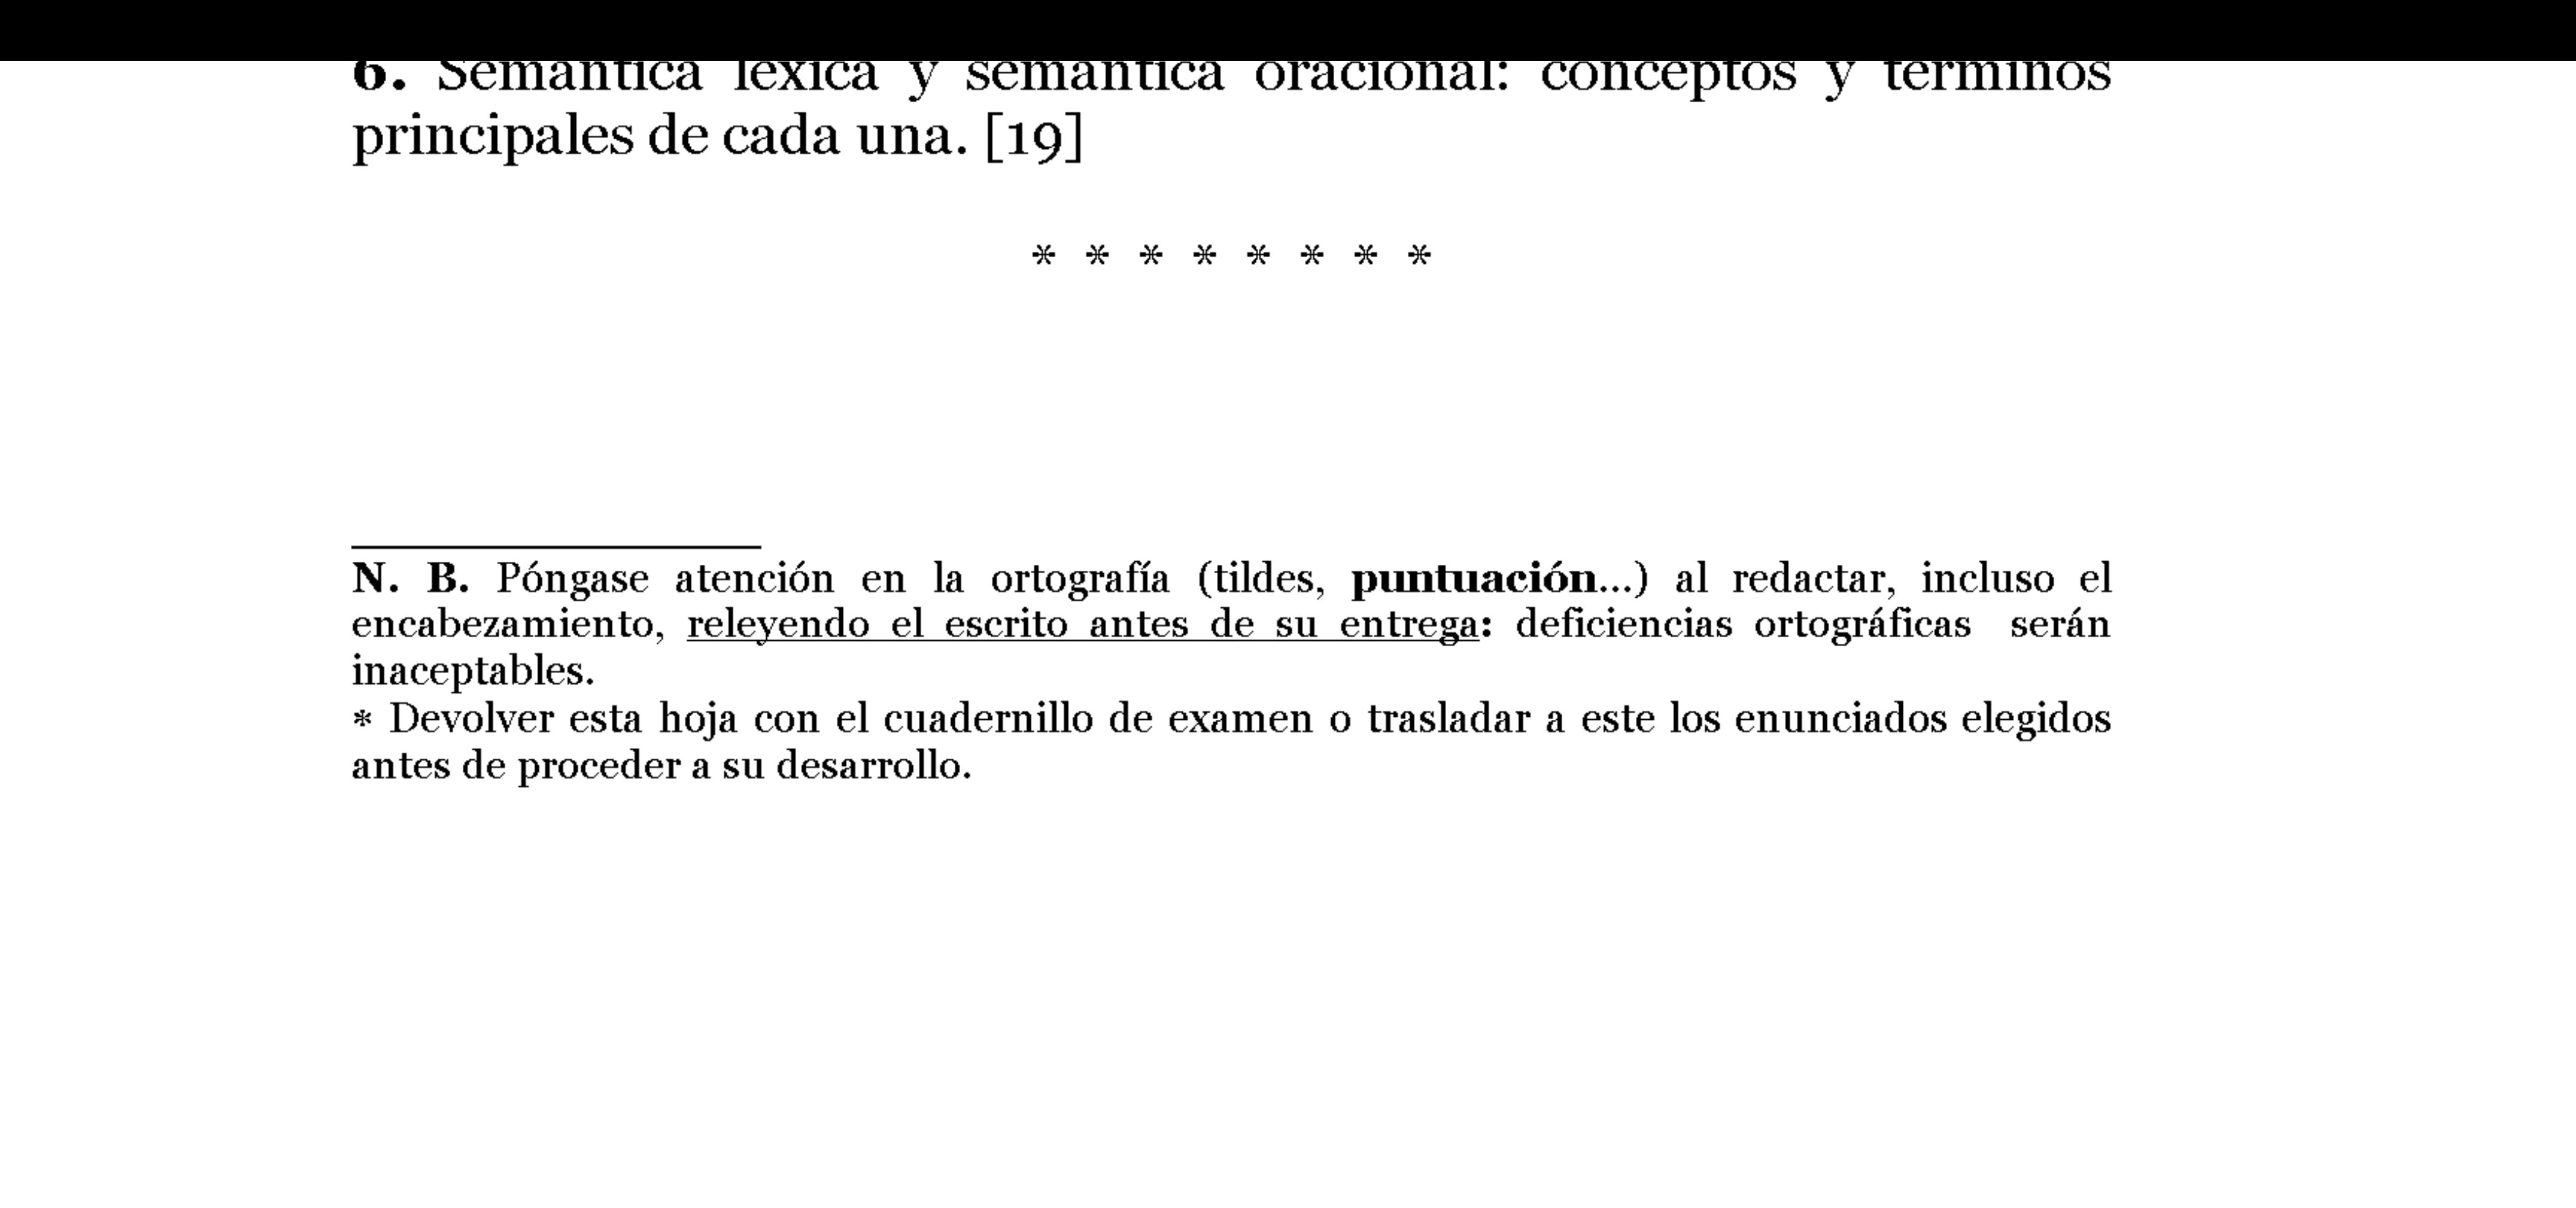 6. Semántica léxica y semántica oracional: conceptos y términos
principales de cada una. [19]
* * * * * * * *
N. B. Póngase atención en la ortografía (tildes, puntuación...) al redactar, incluso el
encabezamiento, releyendo el escrito antes de su entrega: deficiencias ortográficas serán
inaceptables.
* Devolver esta hoja con el cuadernillo de examen o trasladar a este los enunciados elegidos
antes de proceder a su desarrollo.